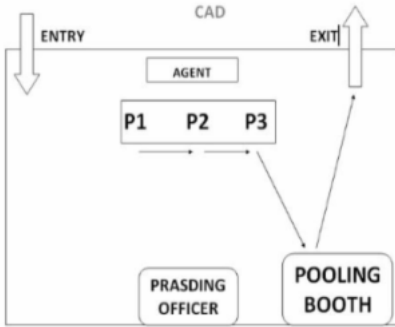 CAD
ENTRY
EXIT
AGENT
P1 P2 P3
PRASDING
OFFICER
POOLING
BOOTH